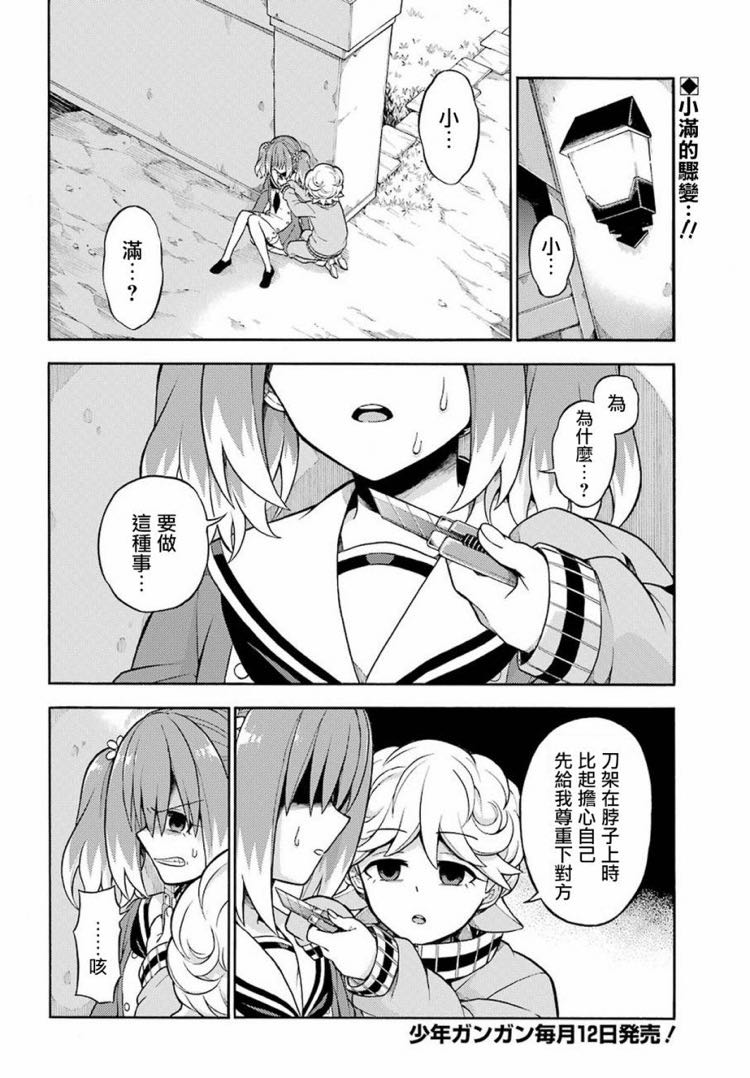 ◆小滿的驟變…!!
小…
小…
滿…?
為
為什麼…?
要做
這種事…
刀架在脖子上時
比起擔心自己
先給我尊重下對方
……咳
少年ガンガン毎月12日発売!